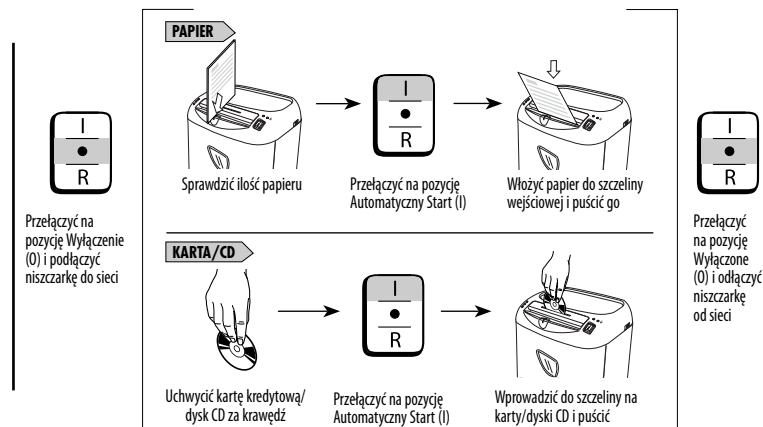 I
●
R
Przełączyć na
pozycję Wyłączenie
(O) i podłączyć
niszczarkę do sieci
PAPIER
Sprawdzić ilość papieru
I
●
R
Przełączyć na pozycję
Automatyczny Start (I)
Włożyć papier do szczeliny
wejściowej i puścić go
KARTA/CD
Uchwycić kartę kredytową/
dysk CD za krawędź
I
●
R
Przełączyć na pozycję
Automatyczny Start (I)
Wprowadzić do szczeliny na
karty/dyski CD i puścić
I
●
R
Przełączyć
na pozycję
Wyłączone
(O) i odłączyć
niszczarkę
od sieci